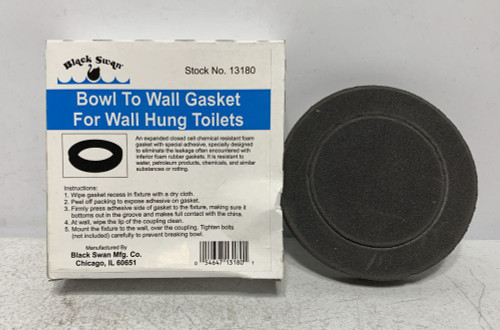 Black Swan
Stock No. 13180
Bowl To Wall Gasket
For Wall Hung Toilets
An expanded closed cell chemical resistant foam
gasket with special adhesive, specially designed
to eliminate the leakage often encountered with
inferior foam rubber gaskets. It is resistant to
water, petroleum products, chemicals, and similar
substances or rotting.
Instructions:
1. Wipe gasket recess in fixture with a dry cloth.
2. Peel off packing to expose adhesive on gasket.
3. Firmly press adhesive side of gasket to the fixture, making sure it
bottoms out in the groove and makes full contact with the china.
4. At wall, wipe the lip of the coupling clean.
5. Mount the fixture to the wall, over the coupling. Tighten bolts
(not included) carefully to prevent breaking bowl.
Manufactured By
Black Swan Mfg. Co.
Chicago, IL 60651
0 34647 13180 1